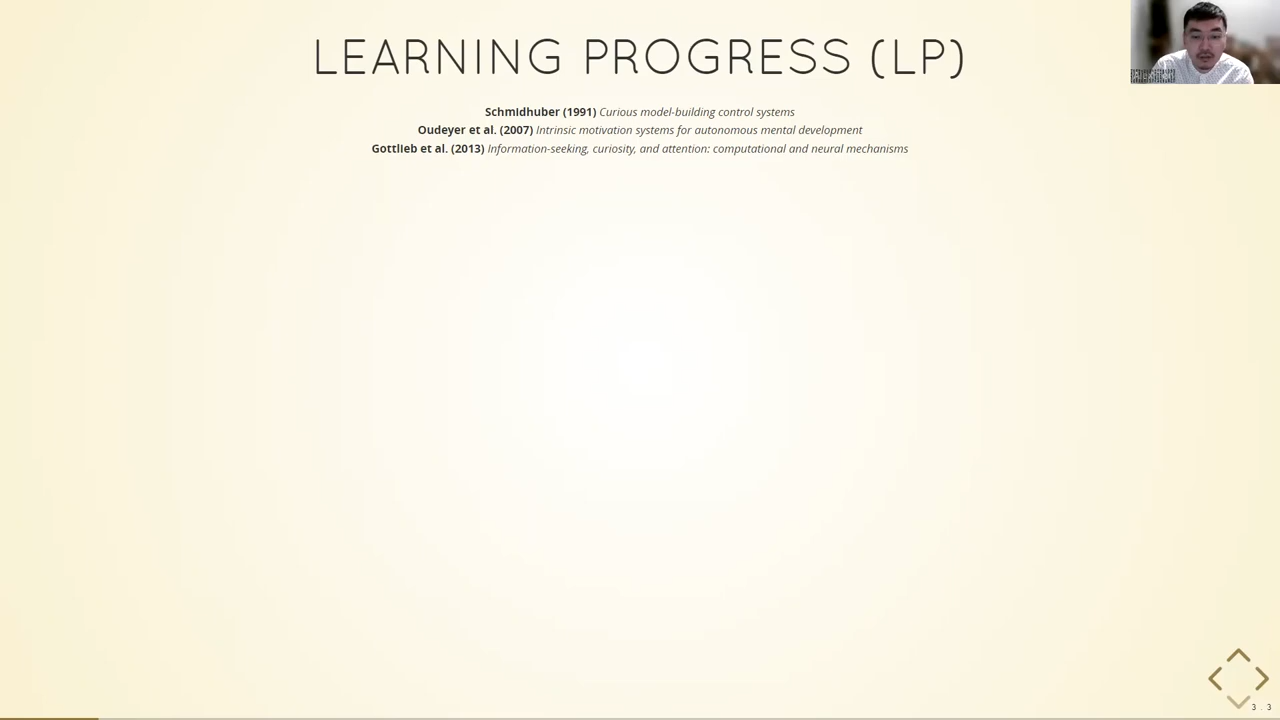 LEARNING PROGRESS (LP)
Schmidhuber (1991) Curious model-building control systems
Oudeyer et al. (2007) Intrinsic motivation systems for autonomous mental development
Gottlieb et al. (2013) Information-seeking, curiosity, and attention: computational and neural mechanisms
3 . 3